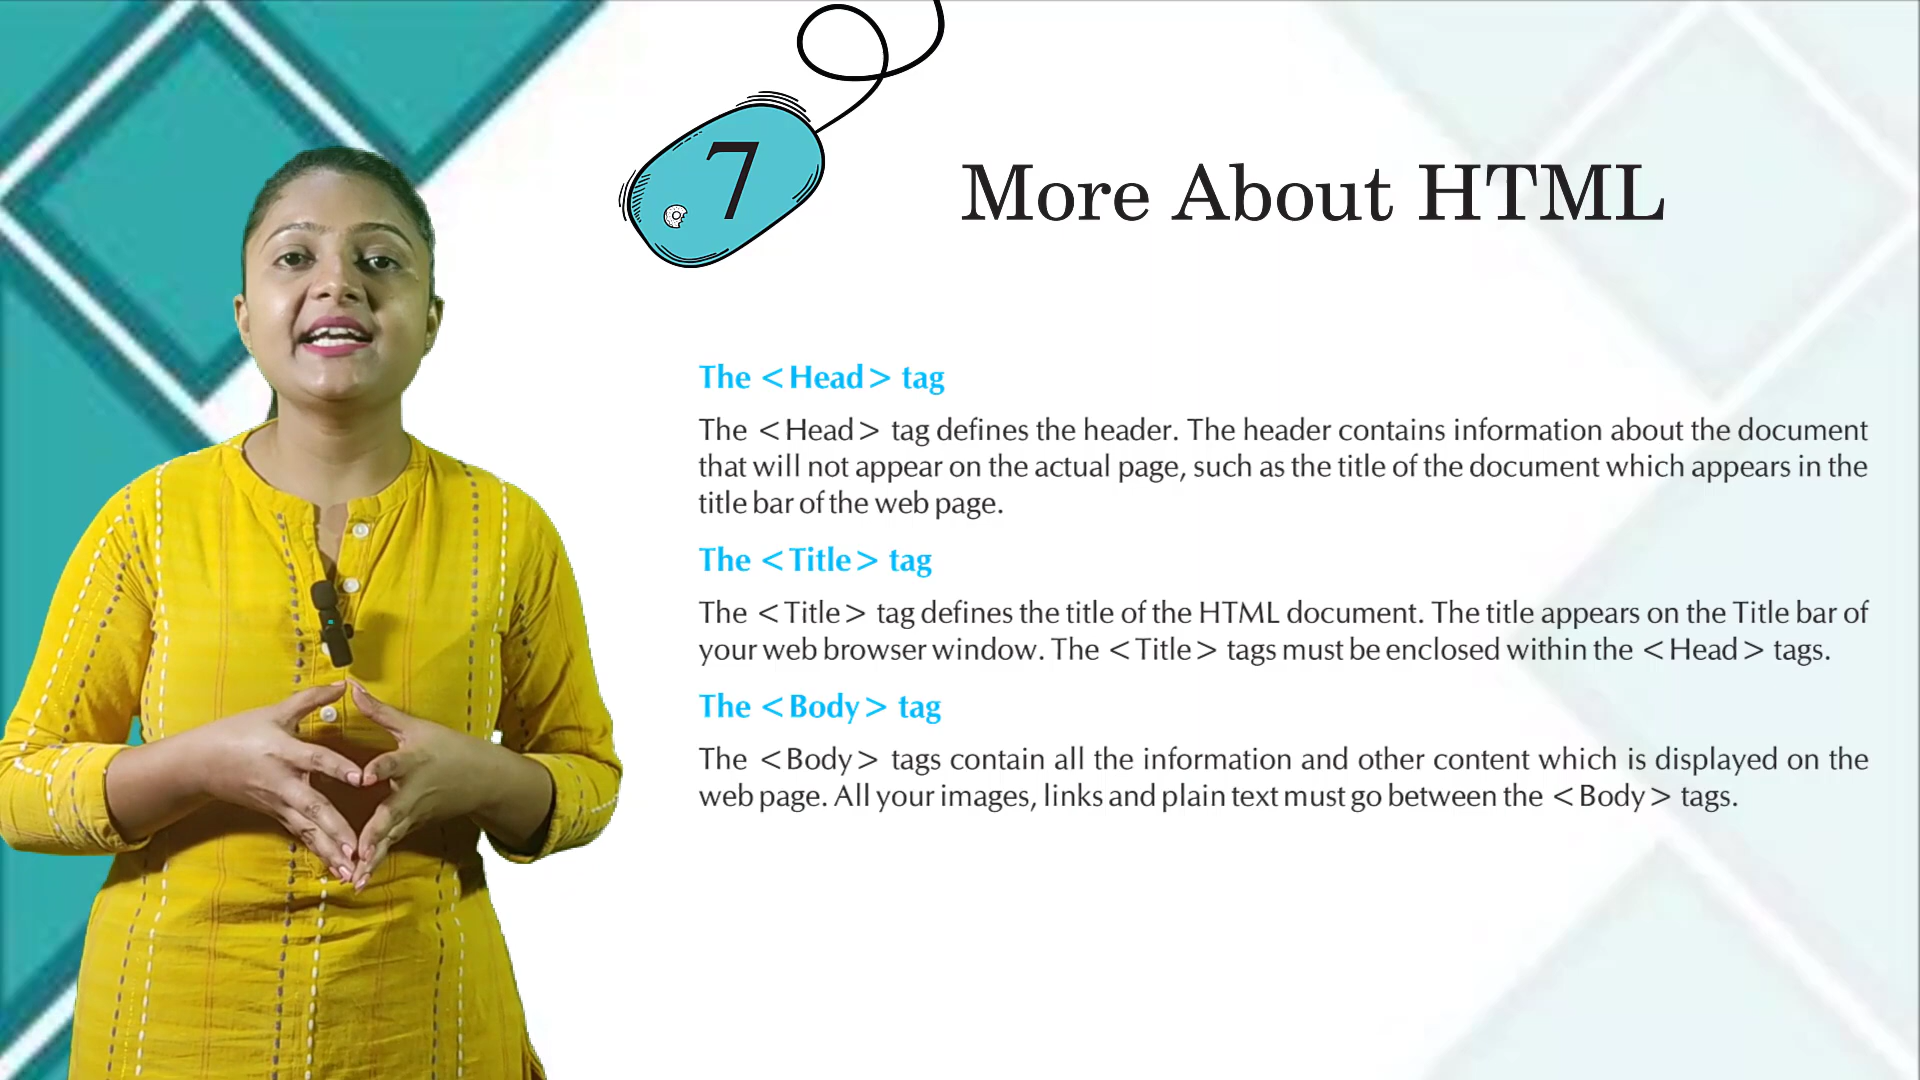 7
More About HTML
The <Head> tag
The <Head> tag defines the header. The header contains information about the document
that will not appear on the actual page, such as the title of the document which appears in the
title bar of the web page.
The <Title> tag
The <Title> tag defines the title of the HTML document. The title appears on the Title bar of
your web browser window. The <Title> tags must be enclosed within the <Head> tags.
The <Body> tag
The <Body> tags contain all the information and other content which is displayed on the
web page. All your images, links and plain text must go between the <Body> tags.